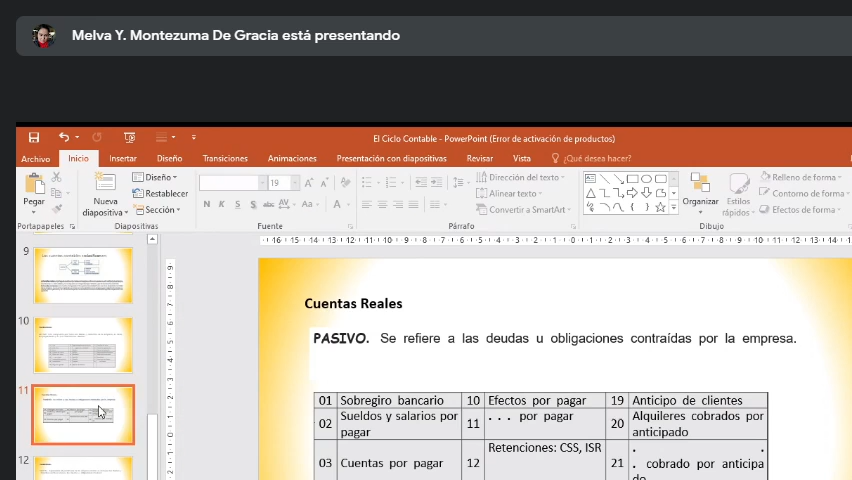 Melva Y. Montezuma De Gracia está presentando
El Ciclo Contable - PowerPoint (Error de activación de productos)
Archivo Inicio Insertar Diseño Transiciones Animaciones Presentación con diapositivas Revisar Vista ¿Qué desea hacer?
Pegar
Nueva diapositiva
Diseño
Restablecer
Sección
19
N K S S abc AV Aa A
Dirección del texto
Alinear texto
Convertir a SmartArt
Organizar
Estilos rápidos
Relleno de forma
Contorno de forma
Efectos de forma
Portapapeles Diapositivas Fuente Párrafo Dibujo
9
10
11
12
Cuentas Reales
PASIVO. Se refiere a las deudas u obligaciones contraídas por la empresa.
01 Sobregiro bancario 10 Efectos por pagar 19 Anticipo de clientes
02 Sueldos y salarios por pagar 11 . . . por pagar 20 Alquileres cobrados por anticipado
03 Cuentas por pagar 12 Retenciones: CSS, ISR 21 . . . cobrado por anticipa do